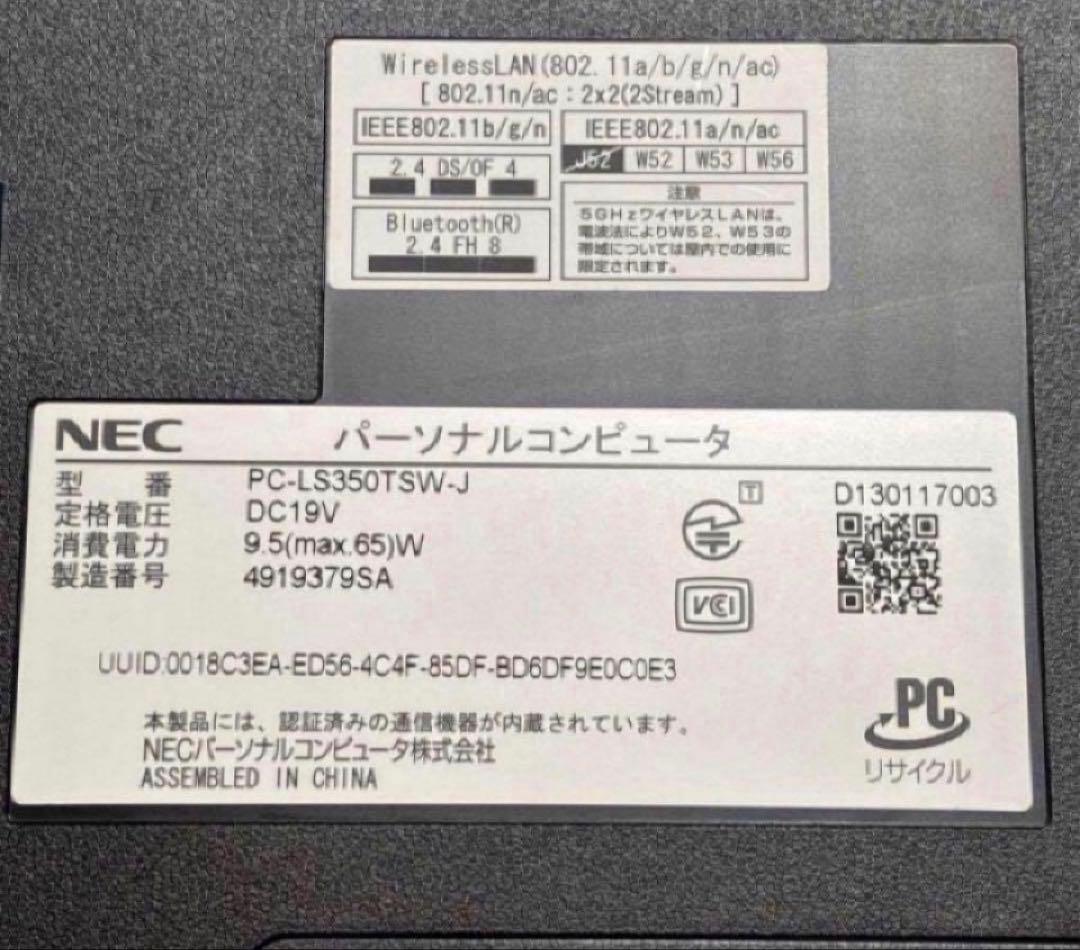 WirelessLAN(802.11a/b/g/n/ac)
[ 802.11n/ac : 2x2(2Stream) ]
IEEE802.11b/g/n
2.4 DS/OF 4
Bluetooth(R)
2.4 FH 8
IEEE802.11a/n/ac
J52 W52 W53 W56
注意
5GHzワイヤレスLANは、
電波法によりW52、W53の
帯域については屋内での使用に
限定されます。
NEC パーソナルコンピュータ
型 番 PC-LS350TSW-J
定格電圧 DC19V
消費電力 9.5(max.65)W
製造番号 4919379SA
T
D130117003
VCI
UUID:0018C3EA-ED56-4C4F-85DF-BD6DF9E0C0E3
本製品には、認証済みの通信機器が内蔵されています。
NECパーソナルコンピュータ株式会社
ASSEMBLED IN CHINA
PC
リサイクル